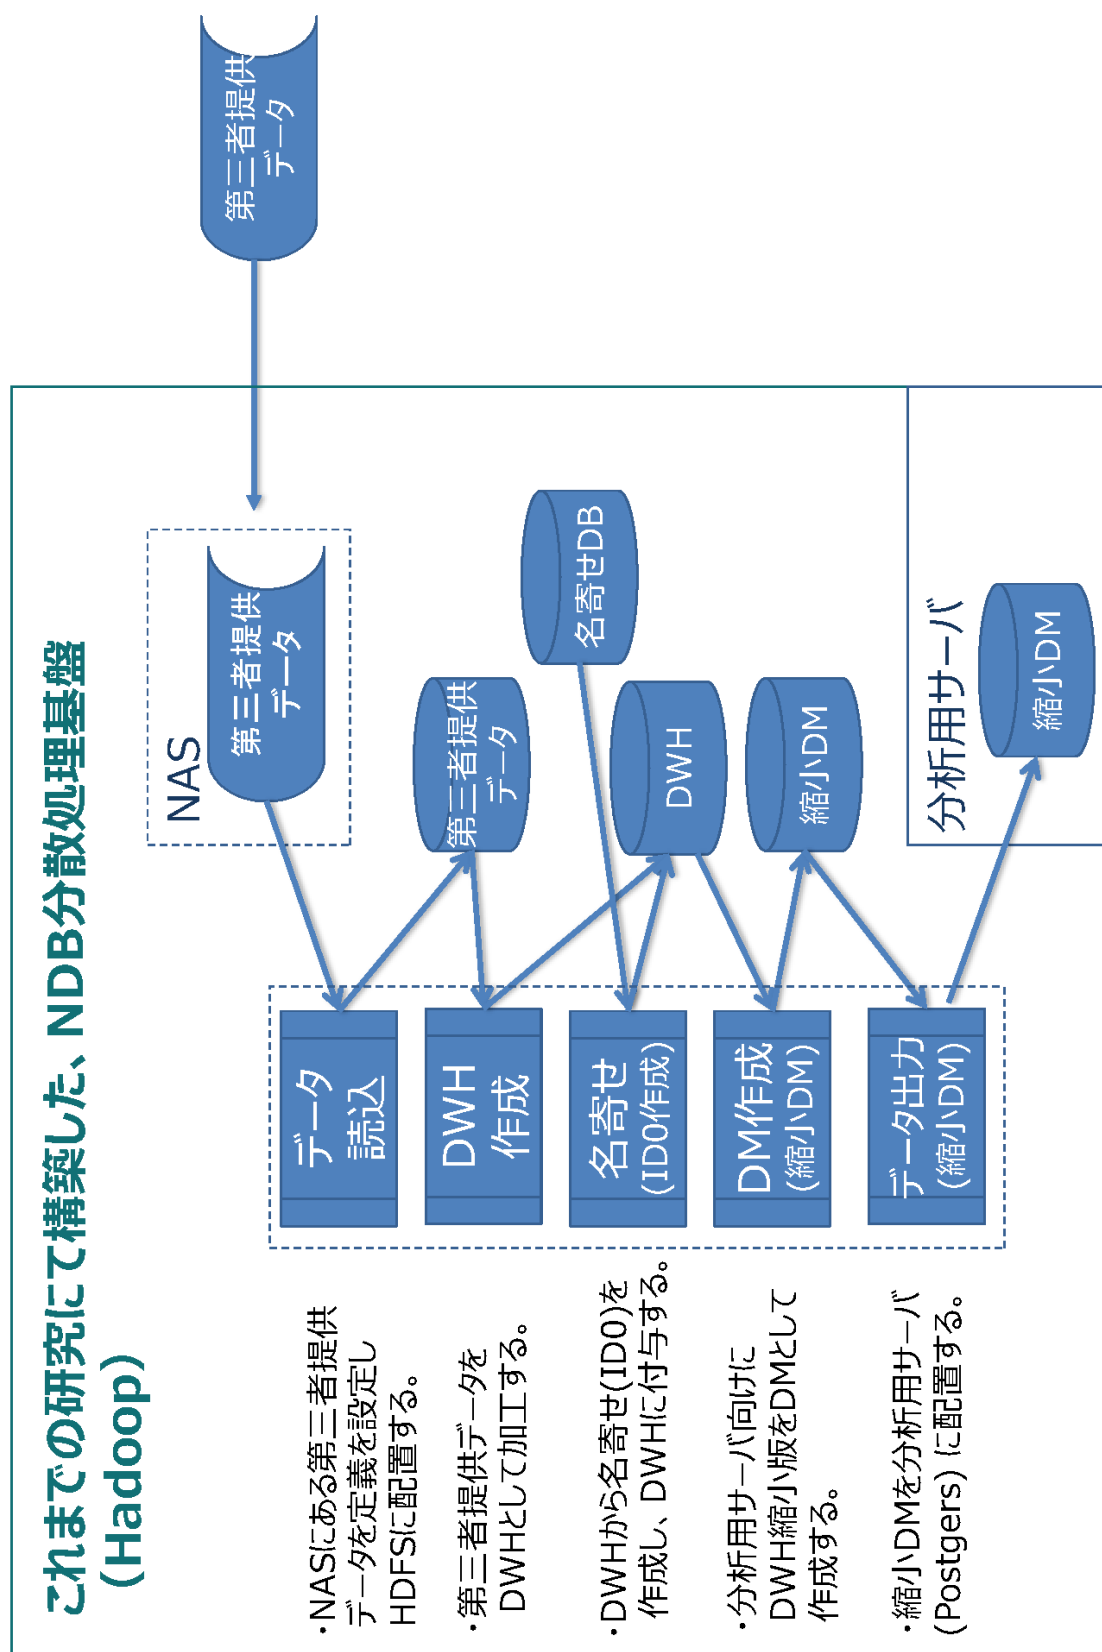 これまでの研究にて構築した、NDB分散処理基盤
(Hadoop)
・NASにある第三者提供
データを定義を設定し
HDFSに配置する。
・第三者提供データを
DWHとして加工する。
・DWHから名寄せ(ID0)を
作成し、DWHに付与する。
・分析用サーバ向けに
DWH縮小版をDMとして
作成する。
・縮小DMを分析用サーバ
(Postgers) に配置する。
データ
読込
DWH
作成
名寄せ
(ID0作成)
DM作成
(縮小DM)
データ出力
(縮小DM)
NAS
第三者提供
データ
第三者提供
データ
名寄せDB
DWH
縮小DM
分析用サーバ
縮小DM
第三者提供
データ